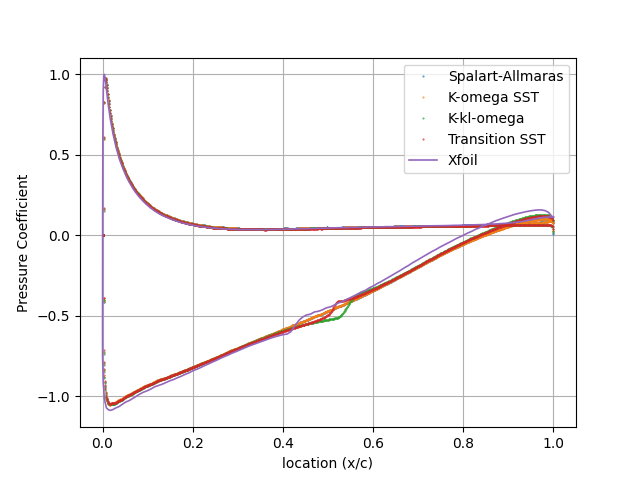 Spalart-Allmaras
K-omega SST
K-kl-omega
Transition SST
Xfoil
1.0
0.5
0.0
−0.5
−1.0
Pressure Coefficient
0.0 0.2 0.4 0.6 0.8 1.0
location (x/c)